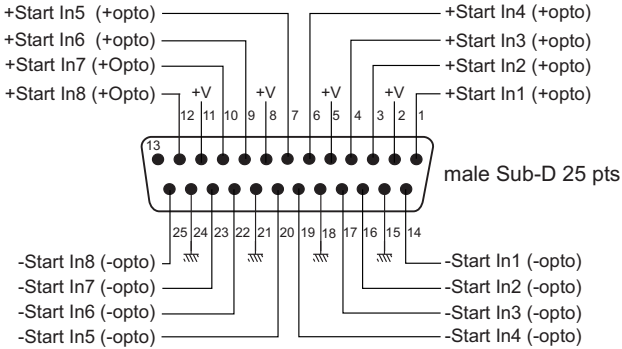 +Start In5 (+opto)
+Start In6 (+opto)
+Start In7 (+Opto)
+Start In8 (+Opto)
+Start In4 (+opto)
+Start In3 (+opto)
+Start In2 (+opto)
+Start In1 (+opto)
+V +V +V +V
12 11 10 9 8 7 6 5 4 3 2 1
13
male Sub-D 25 pts
25 24 23 22 21 20 19 18 17 16 15 14
-Start In8 (-opto)
-Start In7 (-opto)
-Start In6 (-opto)
-Start In5 (-opto)
-Start In1 (-opto)
-Start In2 (-opto)
-Start In3 (-opto)
-Start In4 (-opto)